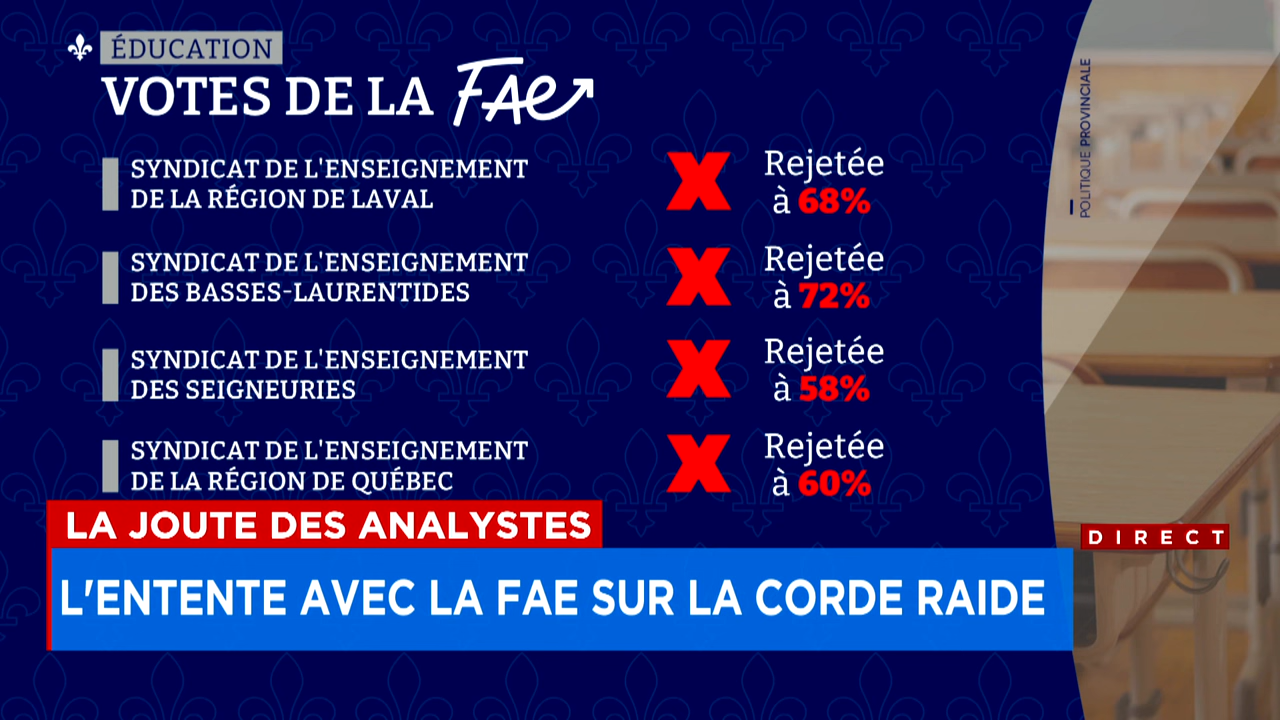 ÉDUCATION
VOTES DE LA FAe
SYNDICAT DE L'ENSEIGNEMENT
DE LA RÉGION DE LAVAL
Rejetée
à 68%
SYNDICAT DE L'ENSEIGNEMENT
DES BASSES-LAURENTIDES
Rejetée
à 72%
SYNDICAT DE L'ENSEIGNEMENT
DES SEIGNEURIES
Rejetée
à 58%
SYNDICAT DE L'ENSEIGNEMENT
DE LA RÉGION DE QUÉBEC
Rejetée
à 60%
POLITIQUE PROVINCIALE
LA JOUTE DES ANALYSTES
DIRECT
L'ENTENTE AVEC LA FAE SUR LA CORDE RAIDE